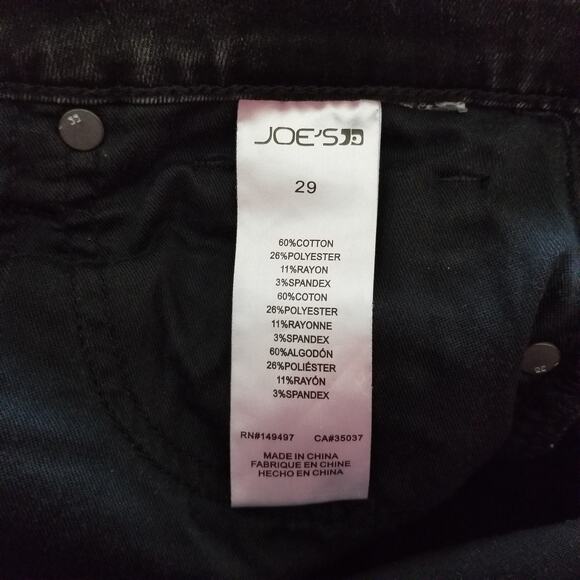 JOE'S
29
60%COTTON
26%POLYESTER
11%RAYON
3%SPANDEX
60%COTON
26%POLYESTER
11%RAYONNE
3%SPANDEX
60%ALGODÓN
26%POLIÉSTER
11%RAYÓN
3%SPANDEX
RN#149497 CA#35037
MADE IN CHINA
FABRIQUE EN CHINE
HECHO EN CHINA